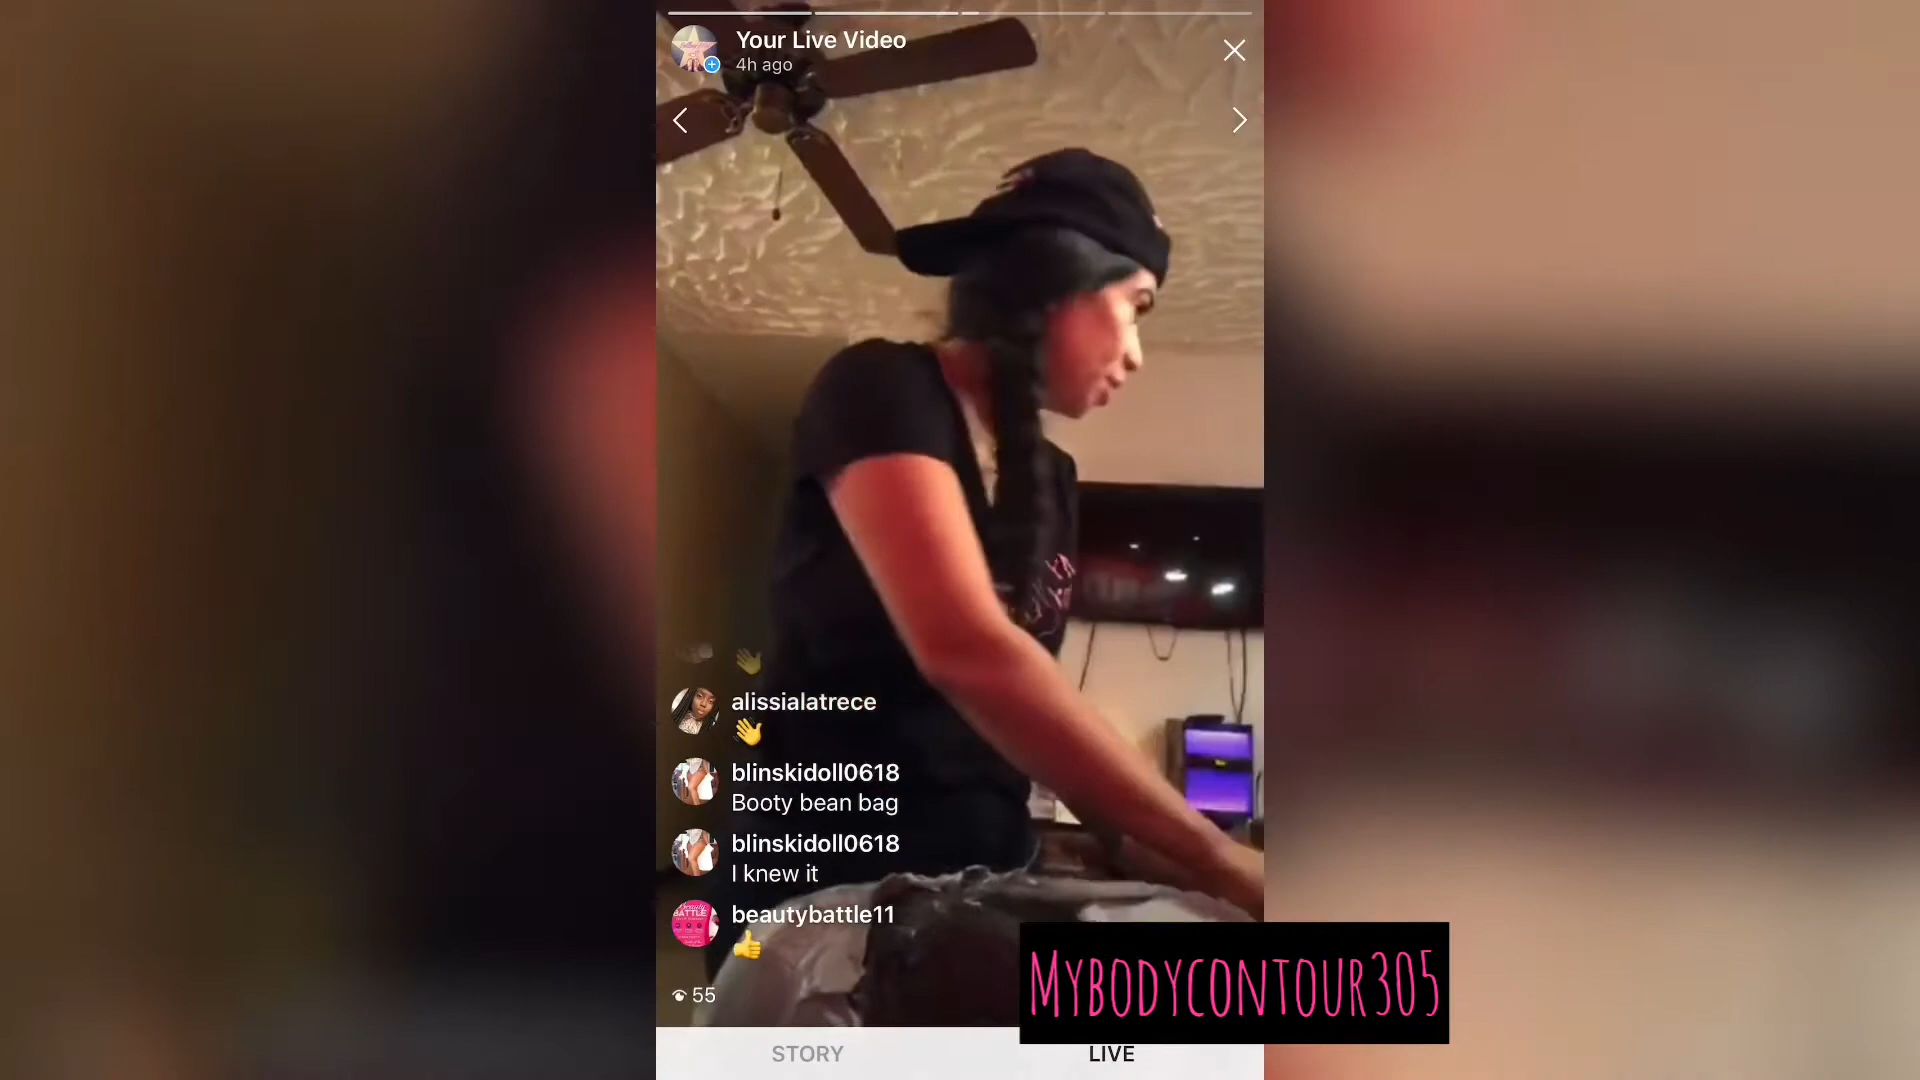 Your Live Video
4h ago
alissialatrece
👋
blinskidoll0618
Booty bean bag
blinskidoll0618
I knew it
beautybattle11
👍
55
MYBODYCONTOUR305
STORY
LIVE